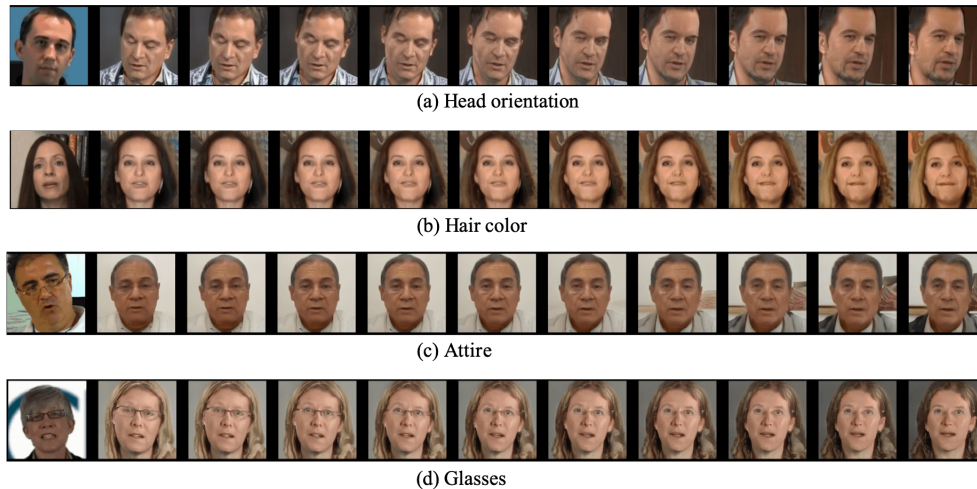 (a) Head orientation
(b) Hair color
(c) Attire
(d) Glasses